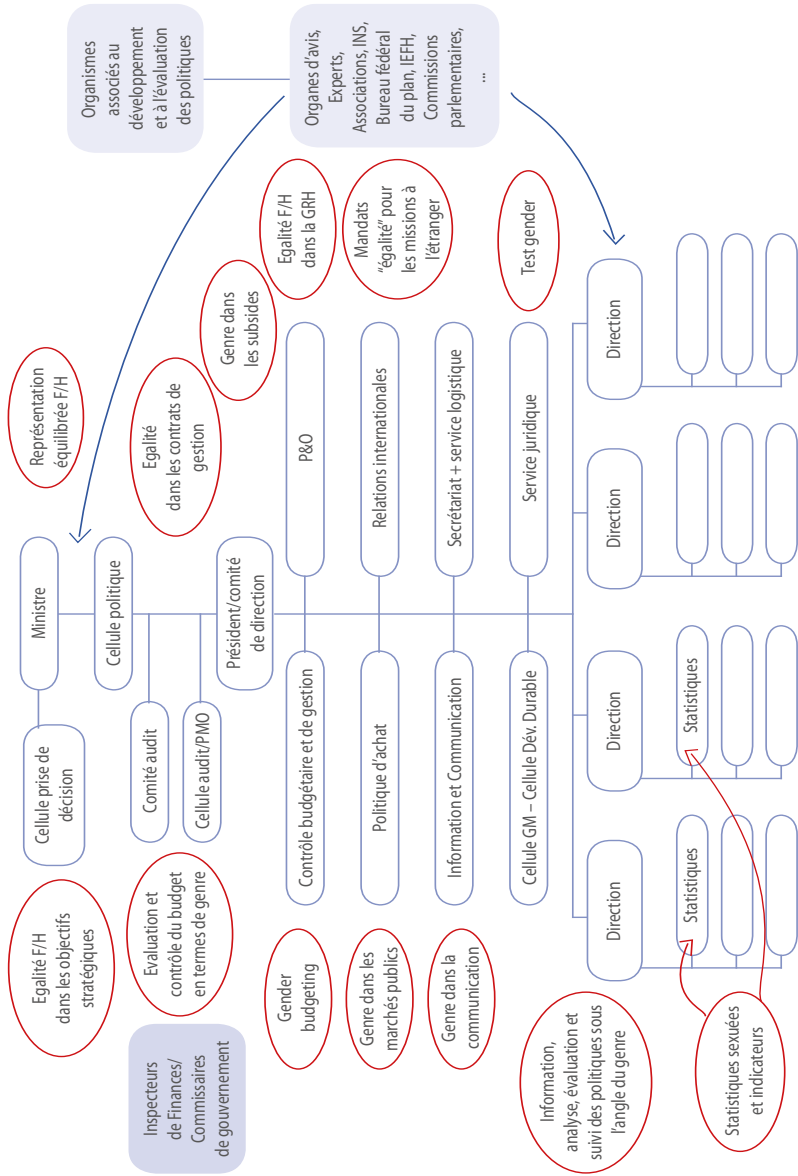 Organismes
associés au
développement
et à l'évaluation
des politiques
Organes d'avis,
Experts,
Associations, INS,
Bureau fédéral
du plan, IEFH,
Commissions
parlementaires,
...
Représentation
équilibrée F/H
Ministre
Cellule prise de
décision
Egalité F/H
dans les objectifs
stratégiques
Cellule politique
Egalité
dans les contrats de
gestion
Genre dans
les subsides
Comité audit
Cellule audit/PMO
Evaluation et
contrôle du budget
en termes de genre
Inspecteurs
de Finances/
Commissaires
de gouvernement
Président/comité
de direction
Gender
budgeting
Contrôle budgétaire et de gestion
P&O
Egalité F/H
dans la GRH
Genre dans les
marchés publics
Politique d'achat
Relations internationales
Mandats
"égalité" pour
les missions à
l'étranger
Genre dans la
communication
Information et Communication
Secrétariat + service logistique
Cellule GM – Cellule Dév. Durable
Service juridique
Test gender
Information,
analyse, évaluation et
suivi des politiques sous
l'angle du genre
Direction
Direction
Direction
Direction
Statistiques
Statistiques
Statistiques sexuées
et indicateurs